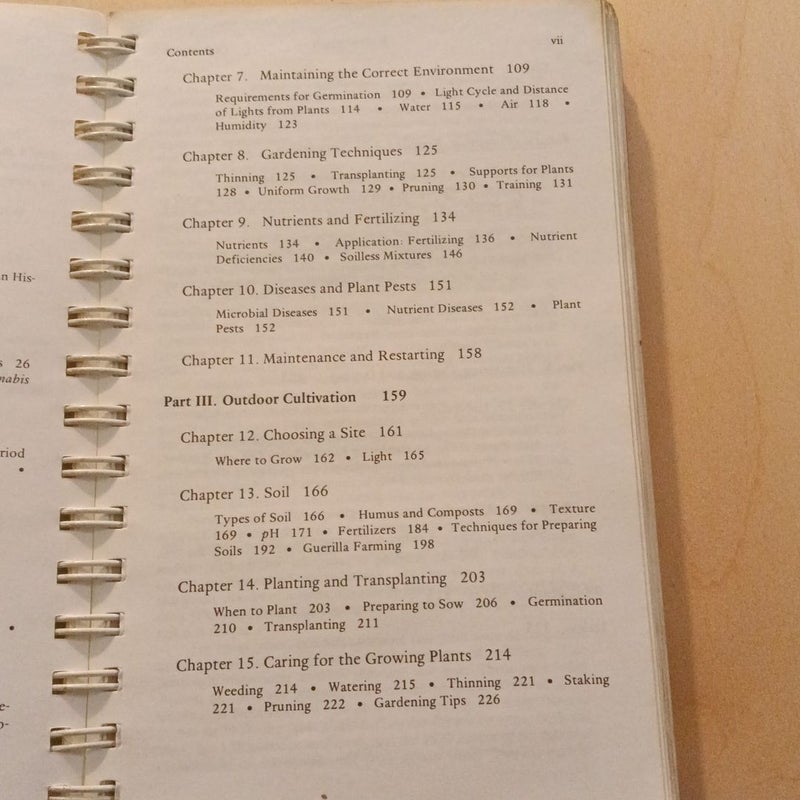 n His-
s 26
nabis
riod
•
•
e-
o-
Contents vii
Chapter 7. Maintaining the Correct Environment 109
Requirements for Germination 109 • Light Cycle and Distance
of Lights from Plants 114 • Water 115 • Air 118 •
Humidity 123
Chapter 8. Gardening Techniques 125
Thinning 125 • Transplanting 125 • Supports for Plants
128 • Uniform Growth 129 • Pruning 130 • Training 131
Chapter 9. Nutrients and Fertilizing 134
Nutrients 134 • Application: Fertilizing 136 • Nutrient
Deficiencies 140 • Soilless Mixtures 146
Chapter 10. Diseases and Plant Pests 151
Microbial Diseases 151 • Nutrient Diseases 152 • Plant
Pests 152
Chapter 11. Maintenance and Restarting 158
Part III. Outdoor Cultivation 159
Chapter 12. Choosing a Site 161
Where to Grow 162 • Light 165
Chapter 13. Soil 166
Types of Soil 166 • Humus and Composts 169 • Texture
169 • pH 171 • Fertilizers 184 • Techniques for Preparing
Soils 192 • Guerilla Farming 198
Chapter 14. Planting and Transplanting 203
When to Plant 203 • Preparing to Sow 206 • Germination
210 • Transplanting 211
Chapter 15. Caring for the Growing Plants 214
Weeding 214 • Watering 215 • Thinning 221 • Staking
221 • Pruning 222 • Gardening Tips 226